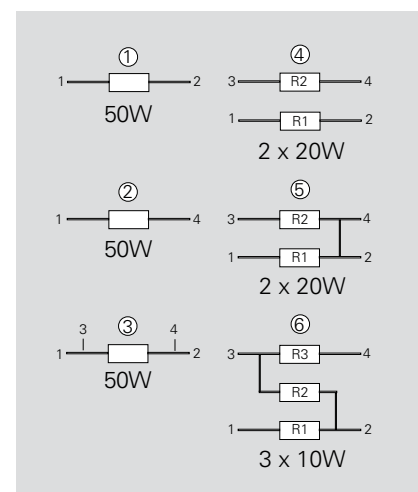 ① ④
1 2 3 R2 4
50W 1 R1 2
2 x 20W
② ⑤
1 4 3 R2 4
50W 1 R1 2
2 x 20W
3 ③ 4 ⑥
1 2 3 R3 4
50W R2
1 R1 2
3 x 10W